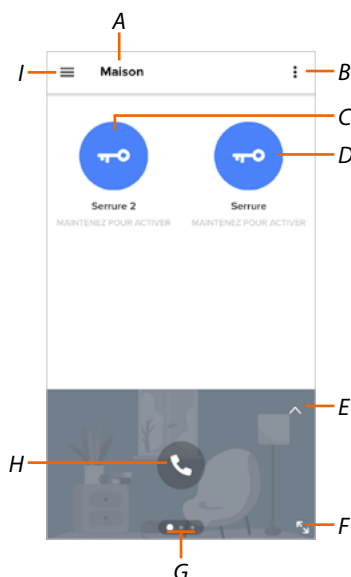 A
I
Maison
B
C
D
Serrure 2
Serrure
MAINTENEZ POUR ACTIVER
MAINTENEZ POUR ACTIVER
E
H
F
G